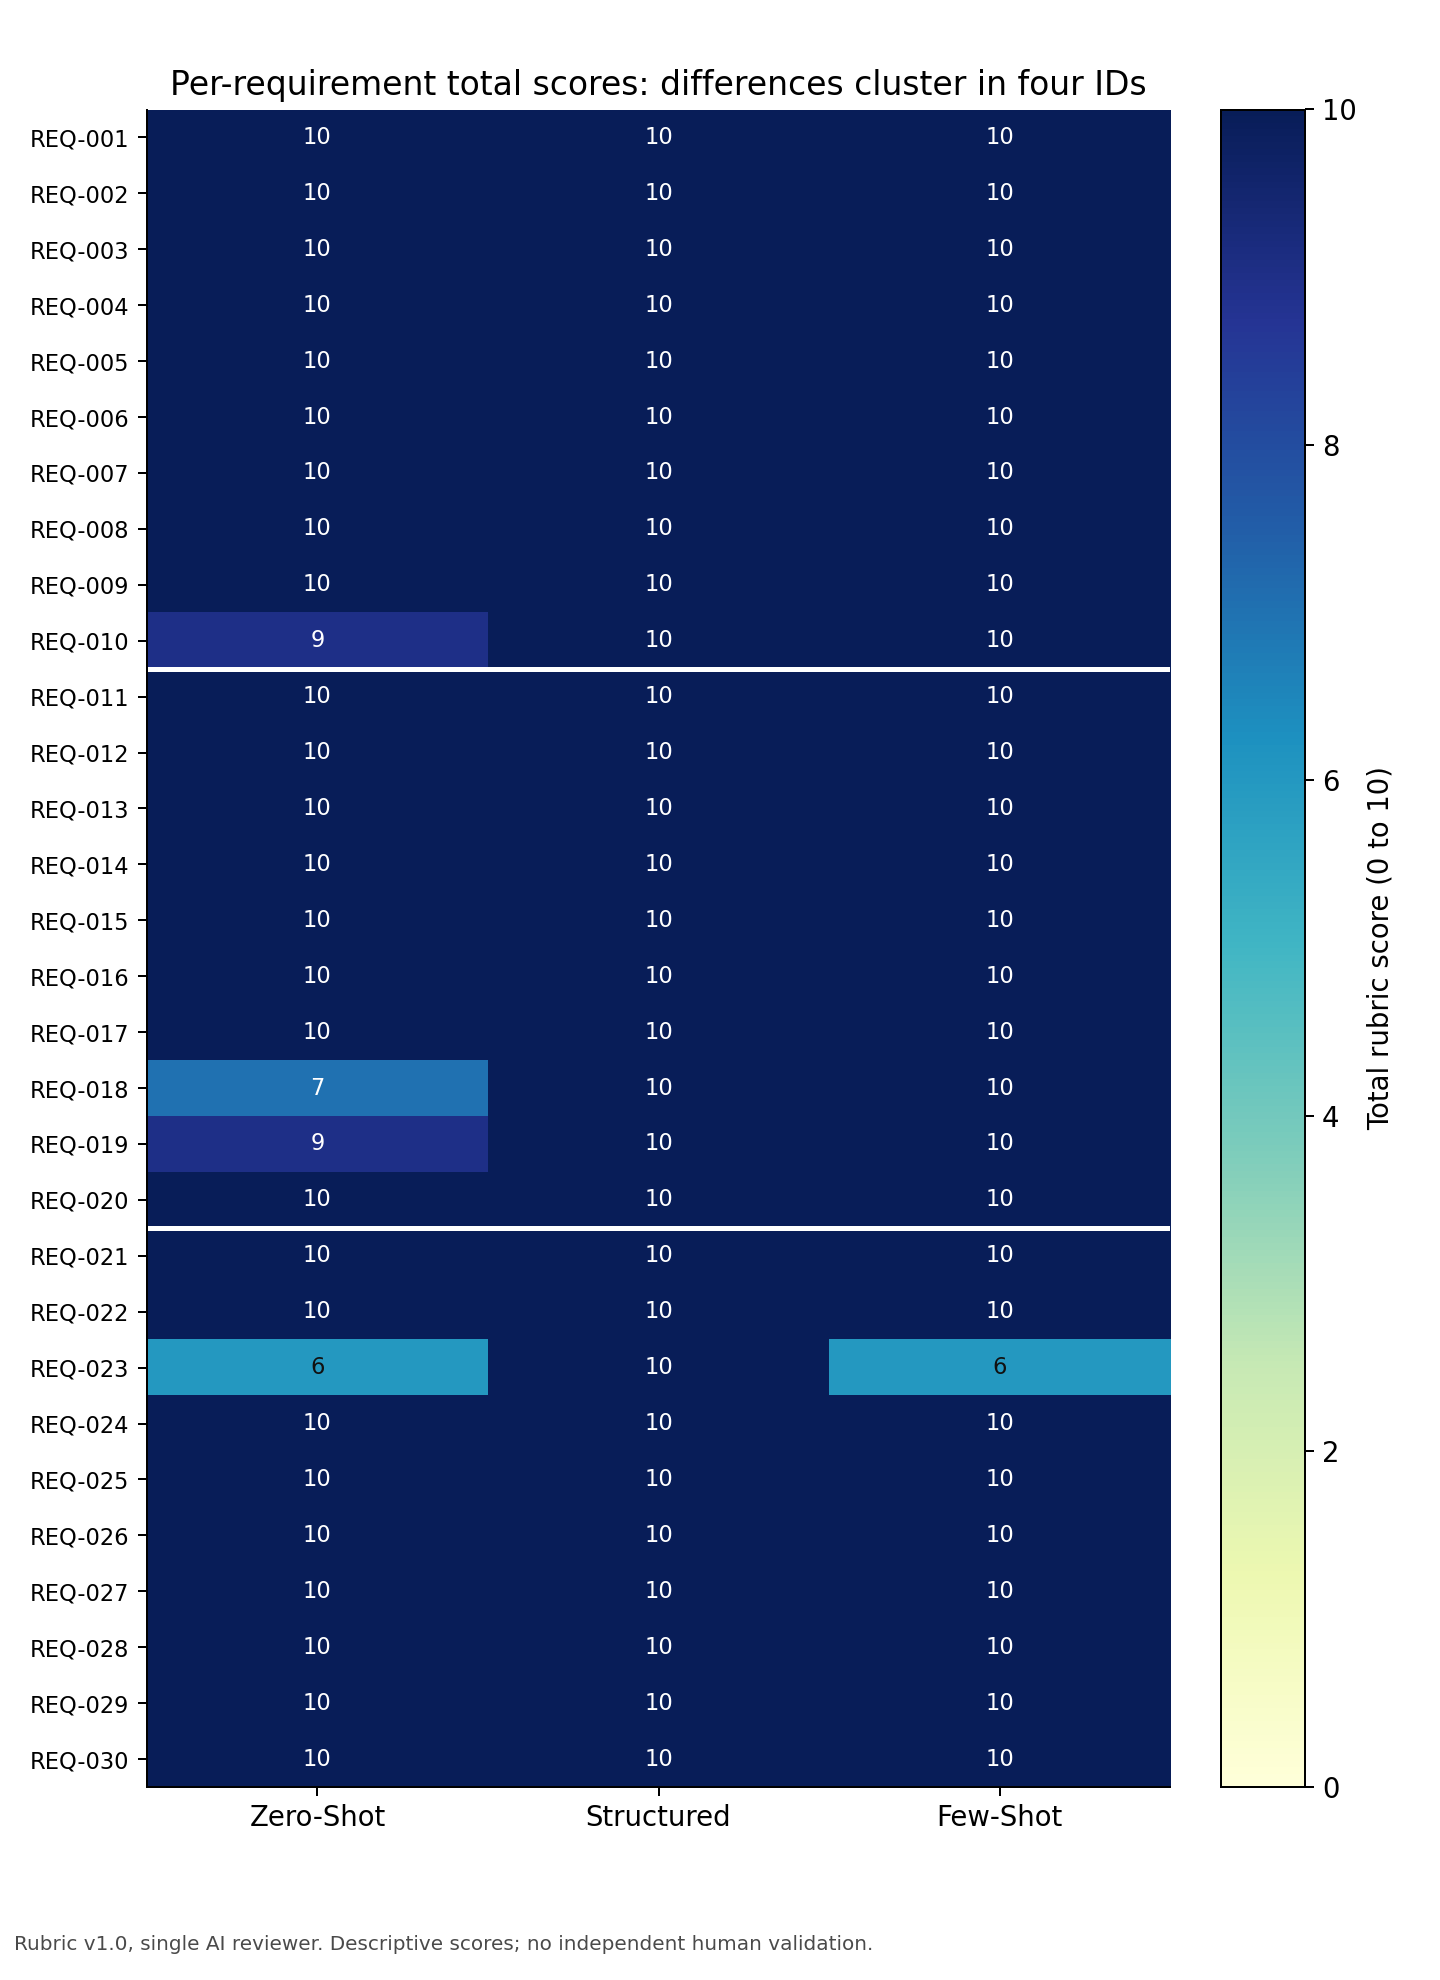 Per-requirement total scores: differences cluster in four IDs
REQ-001 10 10 10
REQ-002 10 10 10
REQ-003 10 10 10
REQ-004 10 10 10
REQ-005 10 10 10
REQ-006 10 10 10
REQ-007 10 10 10
REQ-008 10 10 10
REQ-009 10 10 10
REQ-010 9 10 10
REQ-011 10 10 10
REQ-012 10 10 10
REQ-013 10 10 10
REQ-014 10 10 10
REQ-015 10 10 10
REQ-016 10 10 10
REQ-017 10 10 10
REQ-018 7 10 10
REQ-019 9 10 10
REQ-020 10 10 10
REQ-021 10 10 10
REQ-022 10 10 10
REQ-023 6 10 6
REQ-024 10 10 10
REQ-025 10 10 10
REQ-026 10 10 10
REQ-027 10 10 10
REQ-028 10 10 10
REQ-029 10 10 10
REQ-030 10 10 10
Zero-Shot Structured Few-Shot
10
8
6
4
2
0
Total rubric score (0 to 10)
Rubric v1.0, single AI reviewer. Descriptive scores; no independent human validation.